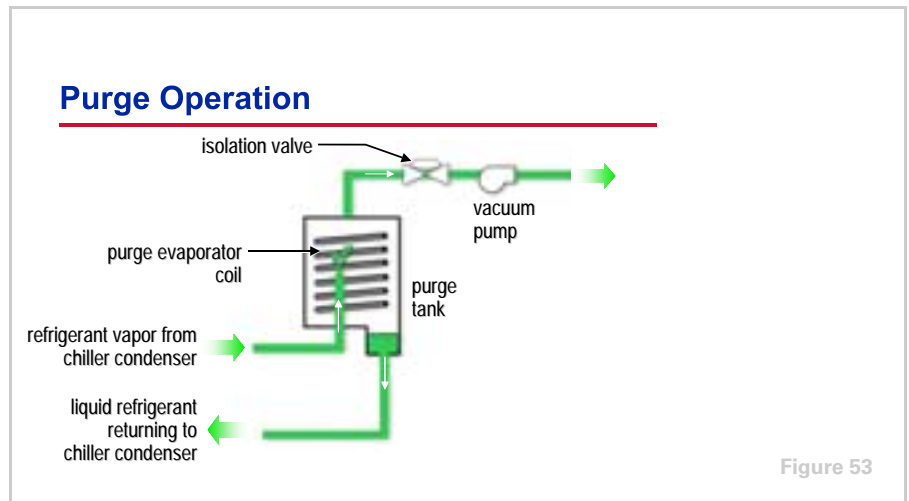 Purge Operation
isolation valve
vacuum
pump
purge evaporator
coil
purge
tank
refrigerant vapor from
chiller condenser
liquid refrigerant
returning to
chiller condenser
Figure 53